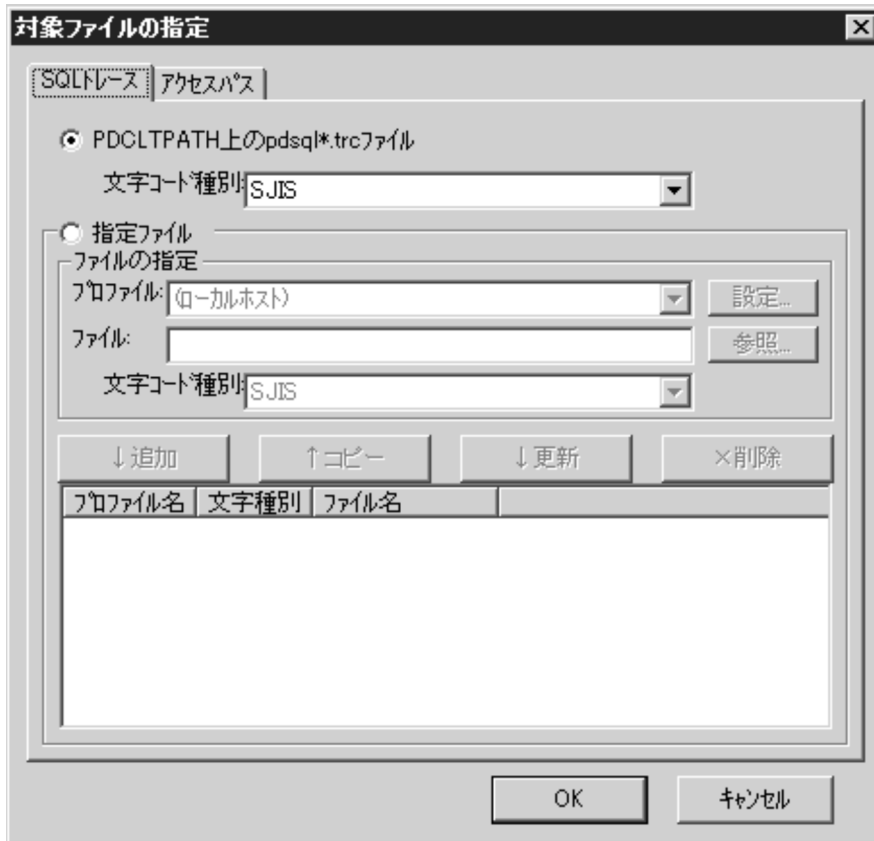 対象ファイルの指定
SQLトレース アクセスパス
PDCLTPATH上のpdsql*.trcファイル
文字コード種別: SJIS
指定ファイル
ファイルの指定
プロファイル: (ローカルホスト) 設定...
ファイル: 参照...
文字コード種別: SJIS
↓追加 ↑コピー ↓更新 ×削除
プロファイル名 文字種別 ファイル名
OK キャンセル